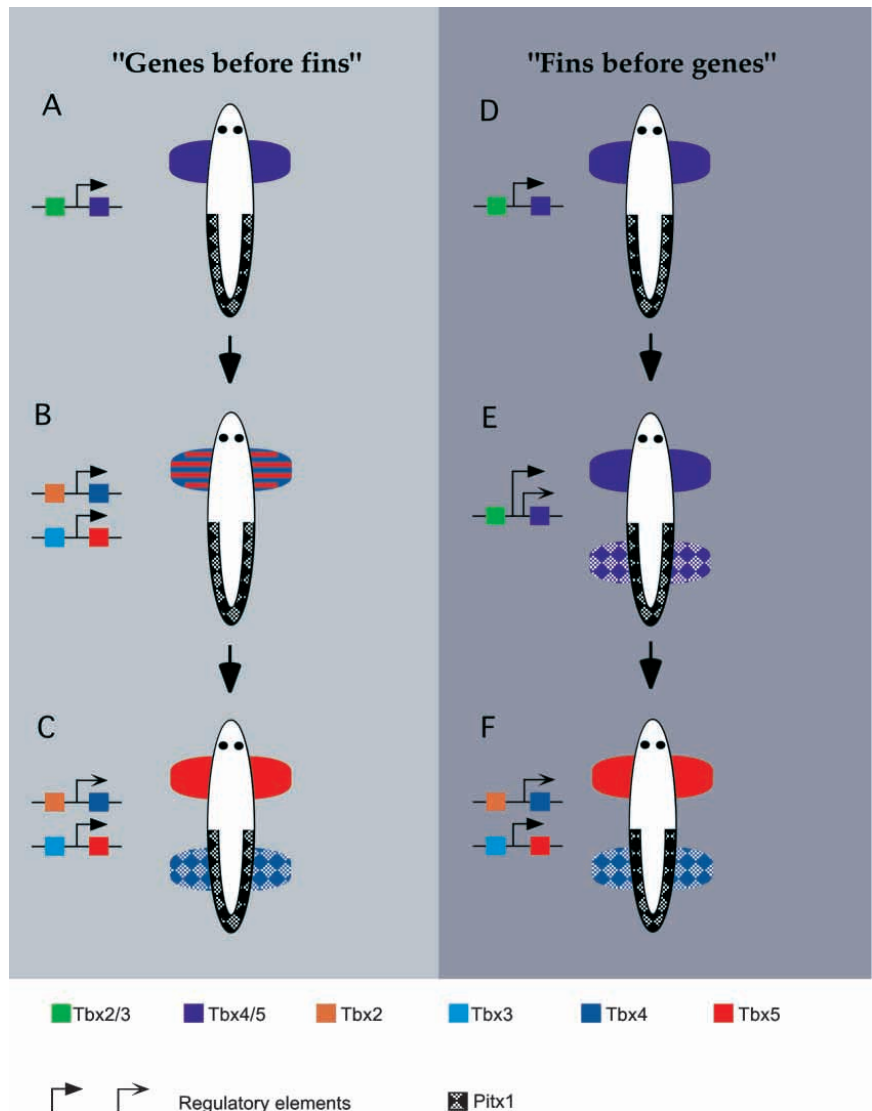 "Genes before fins"
"Fins before genes"
A
D
B
E
C
F
Tbx2/3 Tbx4/5 Tbx2 Tbx3 Tbx4 Tbx5
Regulatory elements Pitx1